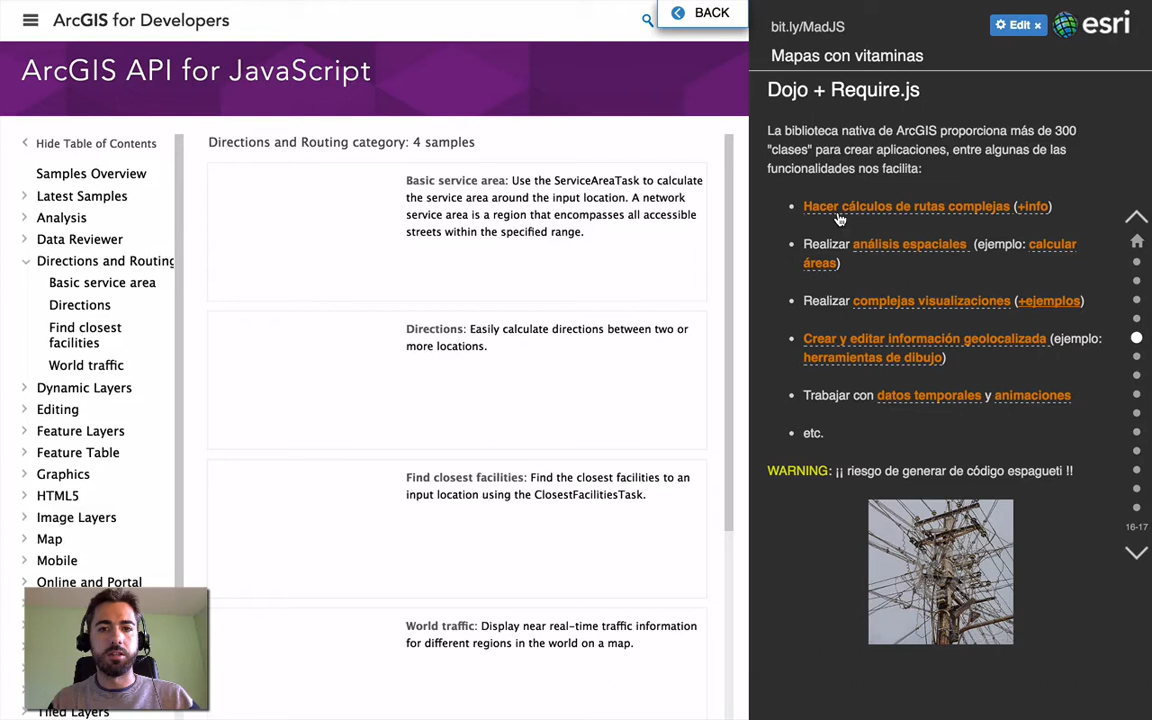 ArcGIS for Developers
BACK
ArcGIS API for JavaScript
Hide Table of Contents
Samples Overview
Latest Samples
Analysis
Data Reviewer
Directions and Routing
Basic service area
Directions
Find closest
facilities
World traffic
Dynamic Layers
Editing
Feature Layers
Feature Table
Graphics
HTML5
Image Layers
Map
Mobile
Online and Portal
Tiled Layers
Directions and Routing category: 4 samples
Basic service area: Use the ServiceAreaTask to calculate
the service area around the input location. A network
service area is a region that encompasses all accessible
streets within the specified range.
Directions: Easily calculate directions between two or
more locations.
Find closest facilities: Find the closest facilities to an
input location using the ClosestFacilitiesTask.
World traffic: Display near real-time traffic information
for different regions in the world on a map.
bit.ly/MadJS
Edit ×
esri
Mapas con vitaminas
Dojo + Require.js
La biblioteca nativa de ArcGIS proporciona más de 300
"clases" para crear aplicaciones, entre algunas de las
funcionalidades nos facilita:
• Hacer cálculos de rutas complejas (+info)
• Realizar análisis espaciales (ejemplo: calcular
áreas)
• Realizar complejas visualizaciones (+ejemplos)
• Crear y editar información geolocalizada (ejemplo:
herramientas de dibujo)
• Trabajar con datos temporales y animaciones
• etc.
WARNING: ¡¡ riesgo de generar de código espagueti !!
16-17